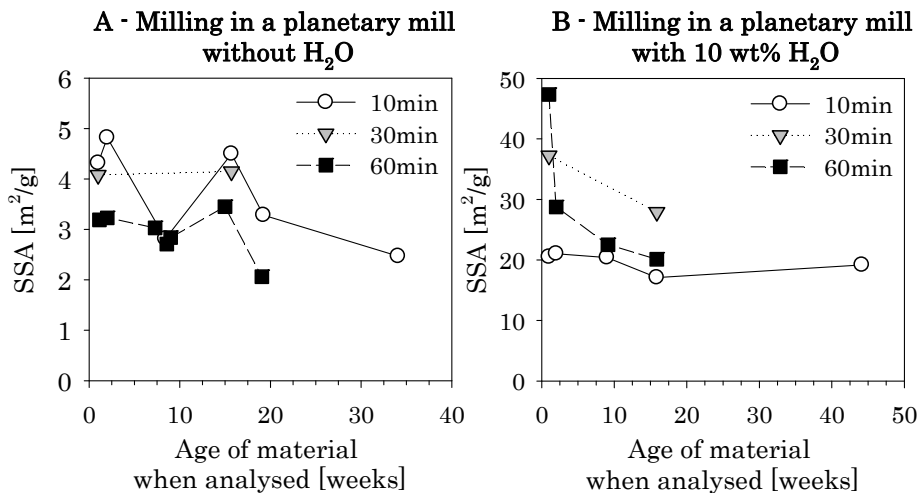 A - Milling in a planetary mill
without H₂O
6
5
4
3
2
1
0
SSA [m²/g]
10min
30min
60min
0 10 20 30 40
Age of material
when analysed [weeks]
B - Milling in a planetary mill
with 10 wt% H₂O
50
40
30
20
10
0
SSA [m²/g]
10min
30min
60min
0 10 20 30 40 50
Age of material
when analysed [weeks]